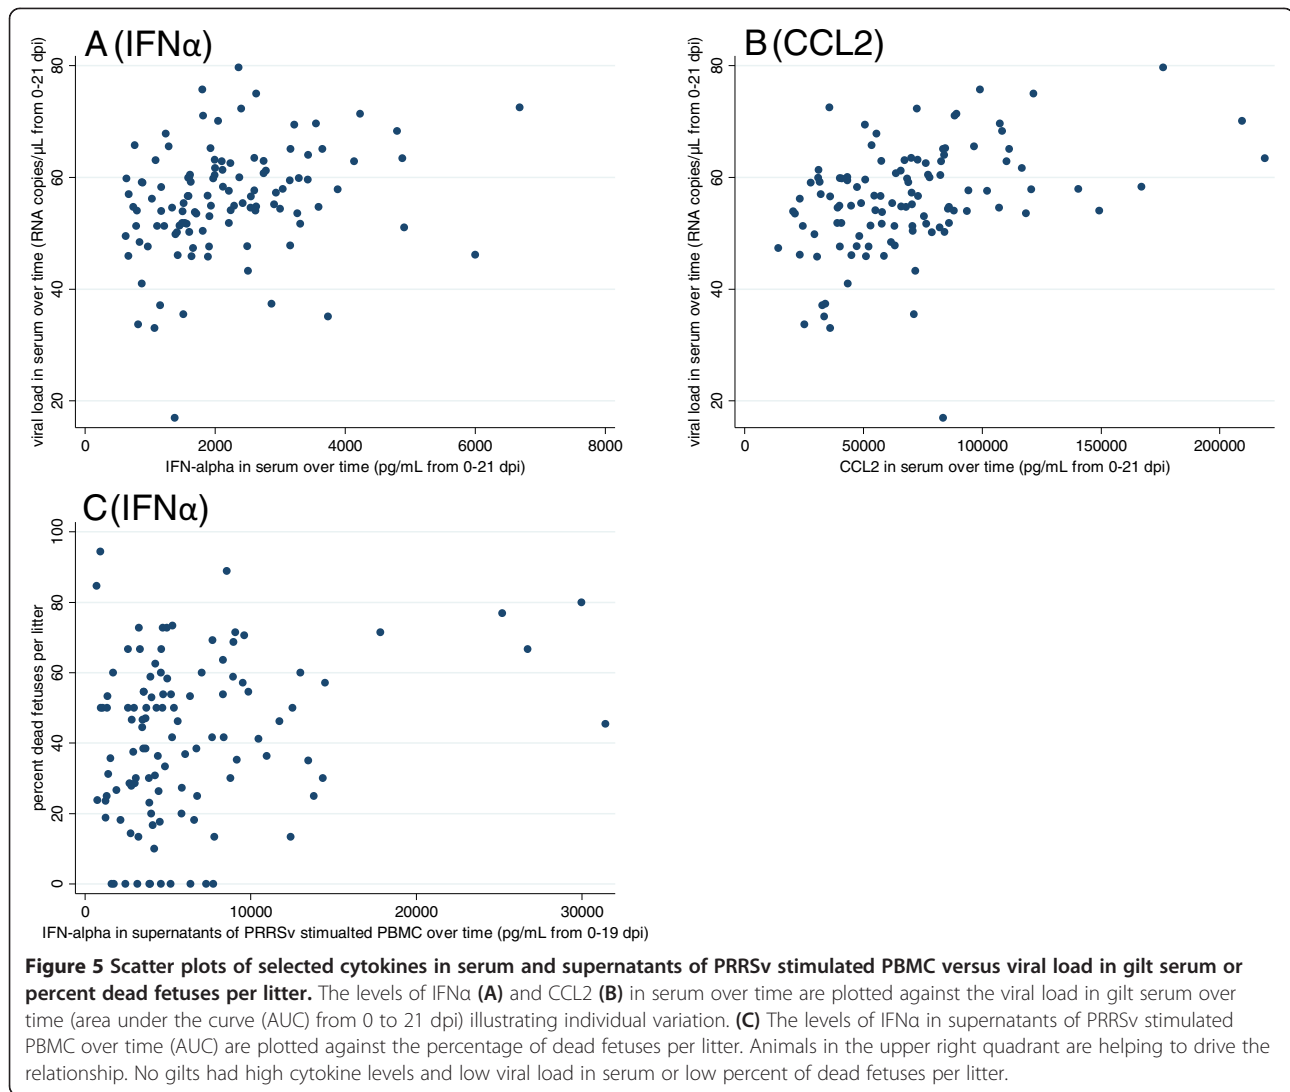 A (IFNα)
viral load in serum over time (RNA copies/µL from 0-21 dpi)
80
60
40
20
0 2000 4000 6000 8000
IFN-alpha in serum over time (pg/mL from 0-21 dpi)
B (CCL2)
viral load in serum over time (RNA copies/µL from 0-21 dpi)
80
60
40
20
0 50000 100000 150000 200000
CCL2 in serum over time (pg/mL from 0-21 dpi)
C (IFNα)
percent dead fetuses per litter
100
80
60
40
20
0
0 10000 20000 30000
IFN-alpha in supernatants of PRRSv stimualted PBMC over time (pg/mL from 0-19 dpi)
Figure 5 Scatter plots of selected cytokines in serum and supernatants of PRRSv stimulated PBMC versus viral load in gilt serum or
percent dead fetuses per litter. The levels of IFNα (A) and CCL2 (B) in serum over time are plotted against the viral load in gilt serum over
time (area under the curve (AUC) from 0 to 21 dpi) illustrating individual variation. (C) The levels of IFNα in supernatants of PRRSv stimulated
PBMC over time (AUC) are plotted against the percentage of dead fetuses per litter. Animals in the upper right quadrant are helping to drive the
relationship. No gilts had high cytokine levels and low viral load in serum or low percent of dead fetuses per litter.